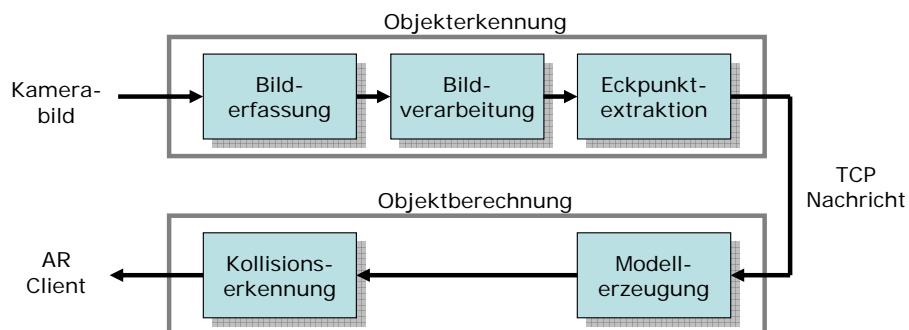 Objekterkennung
Kamera-
bild
Bild-
erfassung
Bild-
verarbeitung
Eckpunkt-
extraktion
TCP
Nachricht
Objektberechnung
AR
Client
Kollisions-
erkennung
Modell-
erzeugung